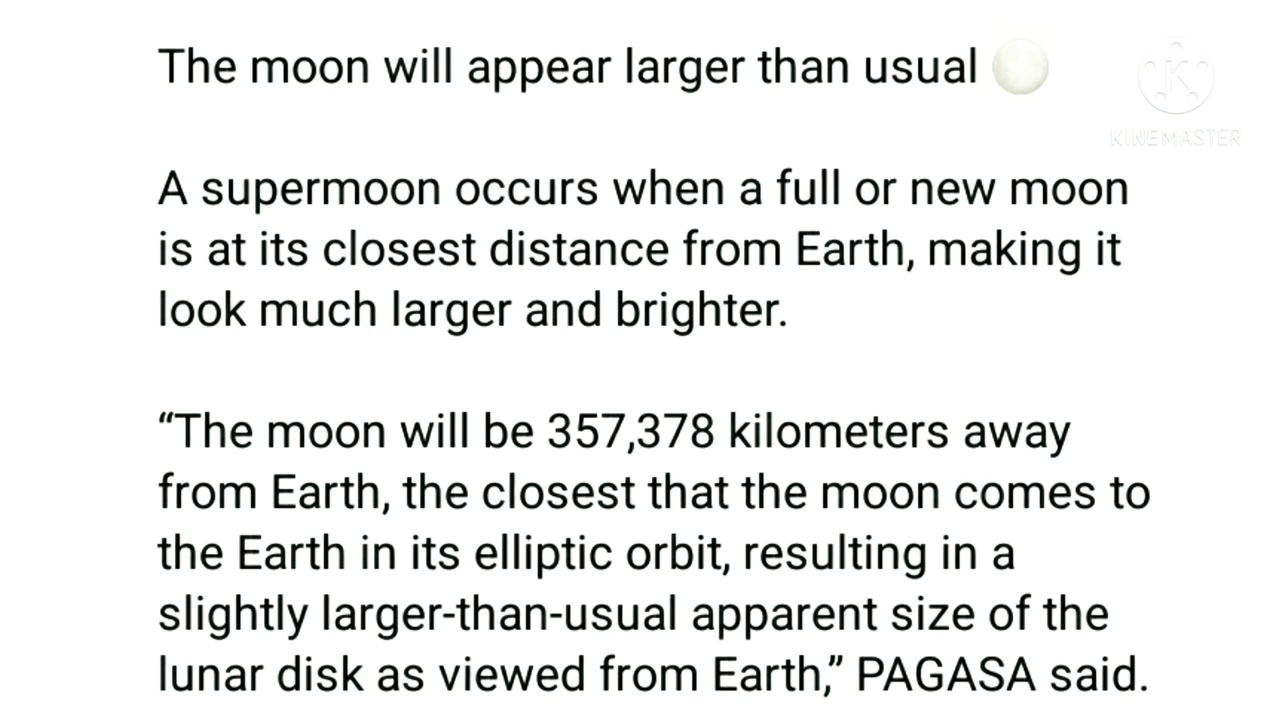 The moon will appear larger than usual
KINEMASTER
A supermoon occurs when a full or new moon
is at its closest distance from Earth, making it
look much larger and brighter.
“The moon will be 357,378 kilometers away
from Earth, the closest that the moon comes to
the Earth in its elliptic orbit, resulting in a
slightly larger-than-usual apparent size of the
lunar disk as viewed from Earth,” PAGASA said.